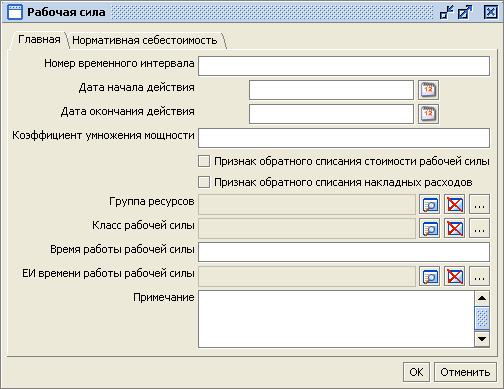 Рабочая сила
Главная Нормативная себестоимость
Номер временного интервала
Дата начала действия 12
Дата окончания действия 12
Коэффициент умножения мощности
Признак обратного списания стоимости рабочей силы
Признак обратного списания накладных расходов
Группа ресурсов ...
Класс рабочей силы ...
Время работы рабочей силы
ЕИ времени работы рабочей силы ...
Примечание
OK Отменить